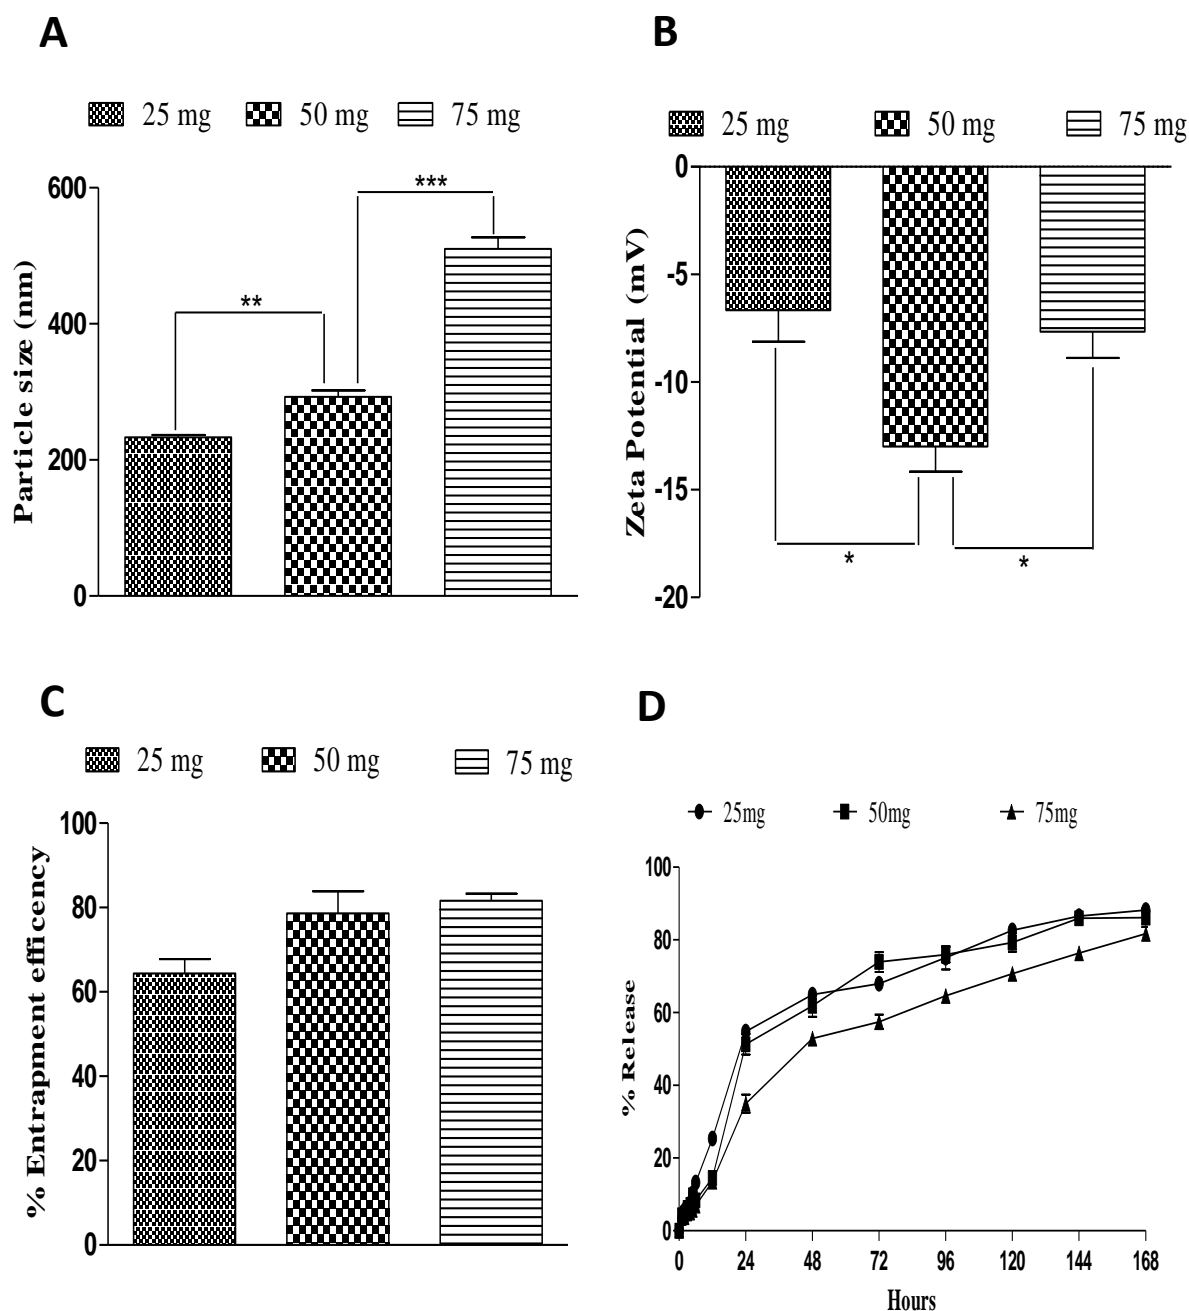 A
25 mg 50 mg 75 mg
600
400
200
0
Particle size (nm)
**
***
B
25 mg 50 mg 75 mg
0
-5
-10
-15
-20
Zeta Potential (mV)
*
*
C
25 mg 50 mg 75 mg
100
80
60
40
20
0
% Entrapment efficency
D
25mg 50mg 75mg
100
80
60
40
20
0
% Release
0 24 48 72 96 120 144 168
Hours